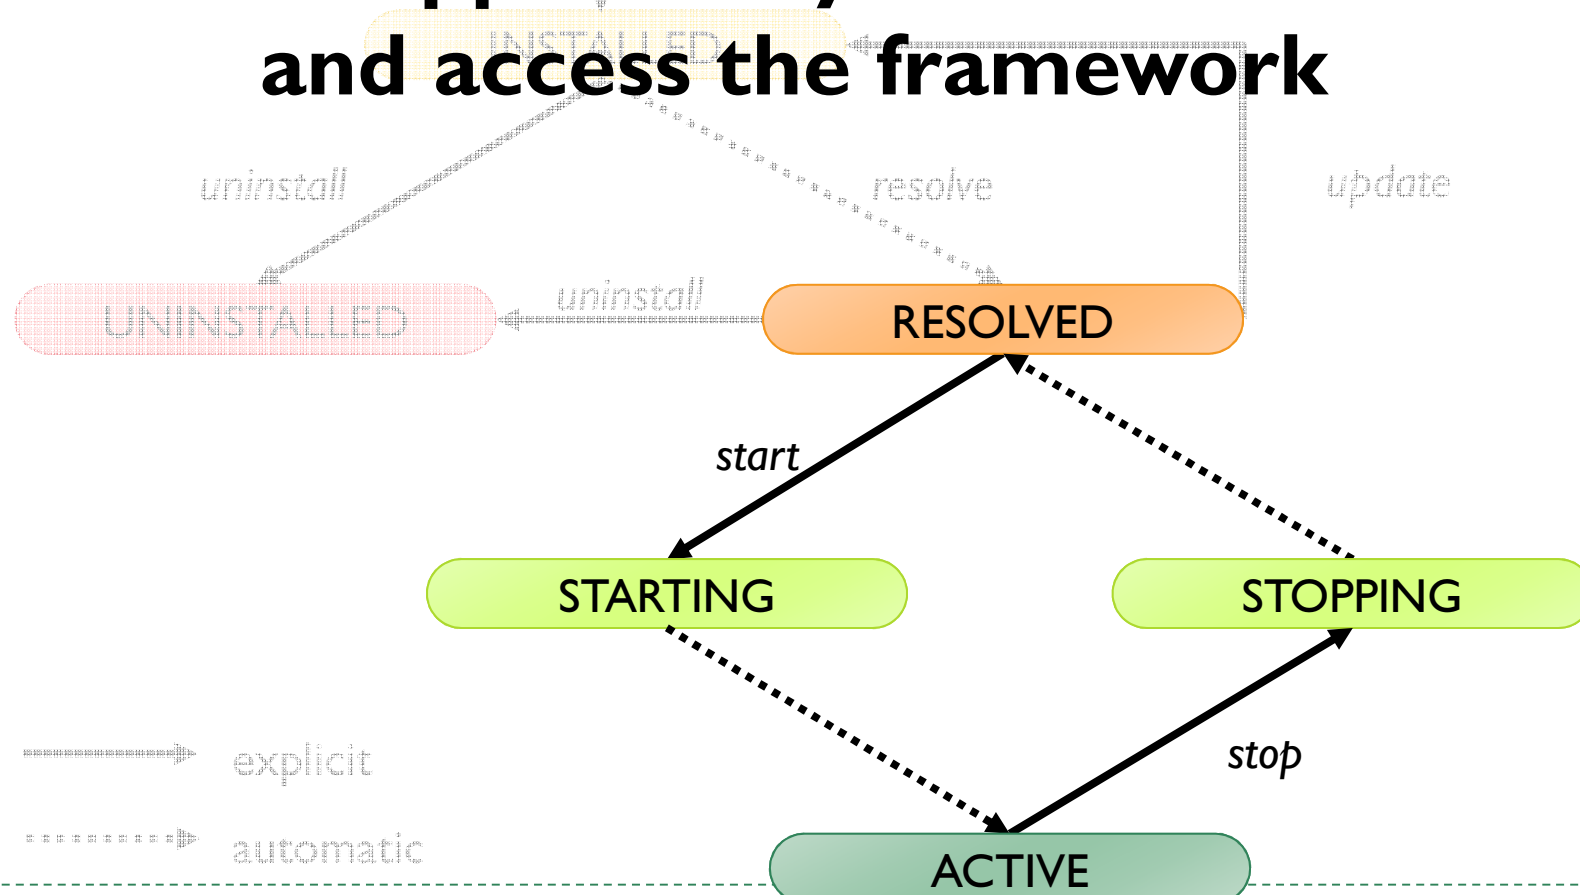 INSTALLED
and access the framework
uninstall
resolve
update
uninstall
UNINSTALLED
RESOLVED
start
STARTING
STOPPING
stop
explicit
automatic
ACTIVE